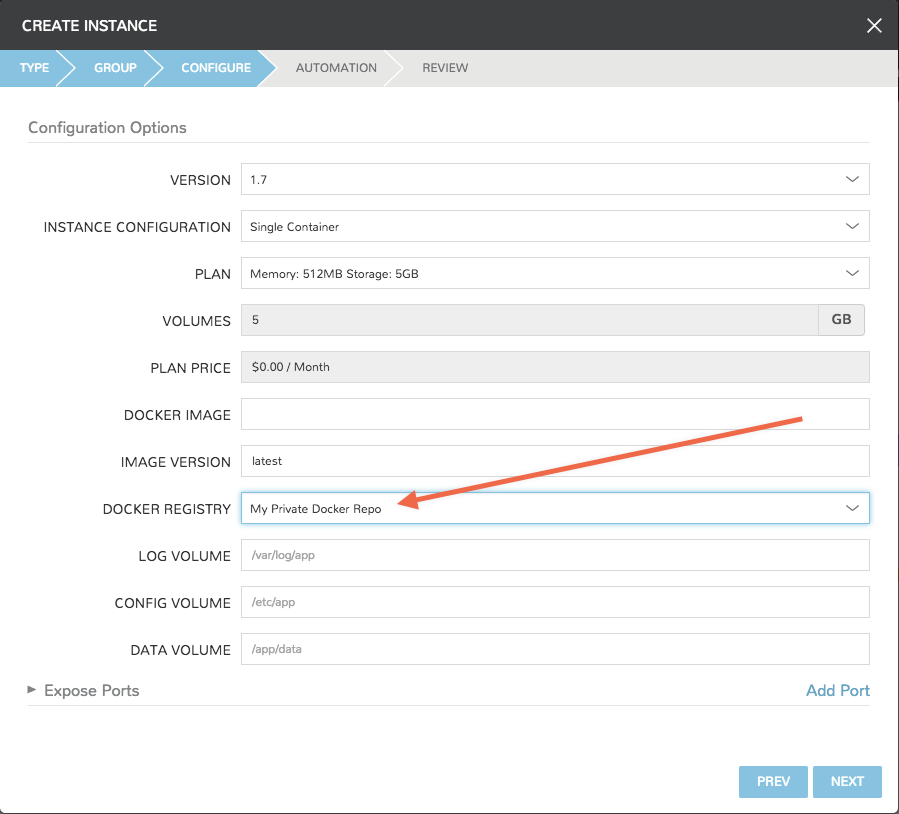 CREATE INSTANCE
TYPE GROUP CONFIGURE AUTOMATION REVIEW
Configuration Options
VERSION 1.7
INSTANCE CONFIGURATION Single Container
PLAN Memory: 512MB Storage: 5GB
VOLUMES 5 GB
PLAN PRICE $0.00 / Month
DOCKER IMAGE
IMAGE VERSION latest
DOCKER REGISTRY My Private Docker Repo
LOG VOLUME /var/log/app
CONFIG VOLUME /etc/app
DATA VOLUME /app/data
Expose Ports Add Port
PREV NEXT